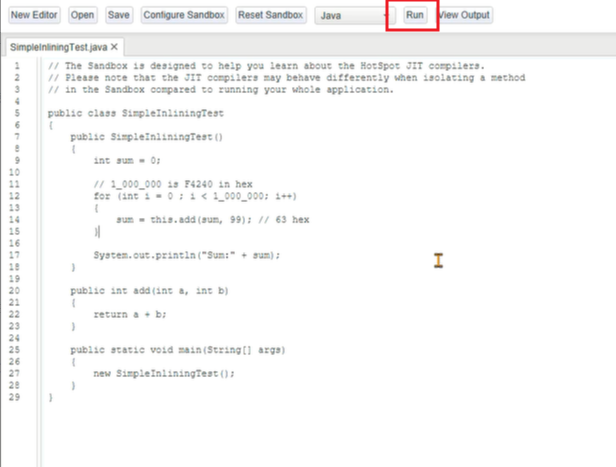 New Editor Open Save Configure Sandbox Reset Sandbox Java Run View Output
SimpleInliningTest.java ✕
1 // The Sandbox is designed to help you learn about the HotSpot JIT compilers.
2 // Please note that the JIT compilers may behave differently when isolating a method
3 // in the Sandbox compared to running your whole application.
4
5 public class SimpleInliningTest
6 {
7 public SimpleInliningTest()
8 {
9 int sum = 0;
10
11 // 1_000_000 is F4240 in hex
12 for (int i = 0 ; i < 1_000_000; i++)
13 {
14 sum = this.add(sum, 99); // 63 hex
15 }
16
17 System.out.println("Sum:" + sum);
18 }
19
20 public int add(int a, int b)
21 {
22 return a + b;
23 }
24
25 public static void main(String[] args)
26 {
27 new SimpleInliningTest();
28 }
29 }